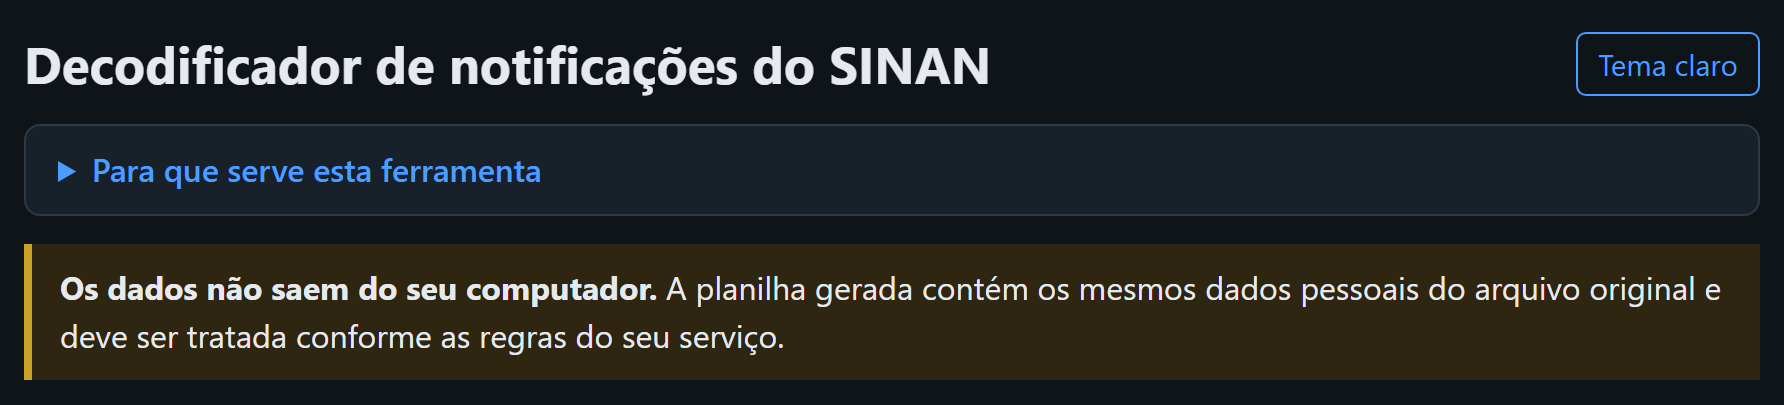 Decodificador de notificações do SINAN
Tema claro
Para que serve esta ferramenta
Os dados não saem do seu computador. A planilha gerada contém os mesmos dados pessoais do arquivo original e
deve ser tratada conforme as regras do seu serviço.